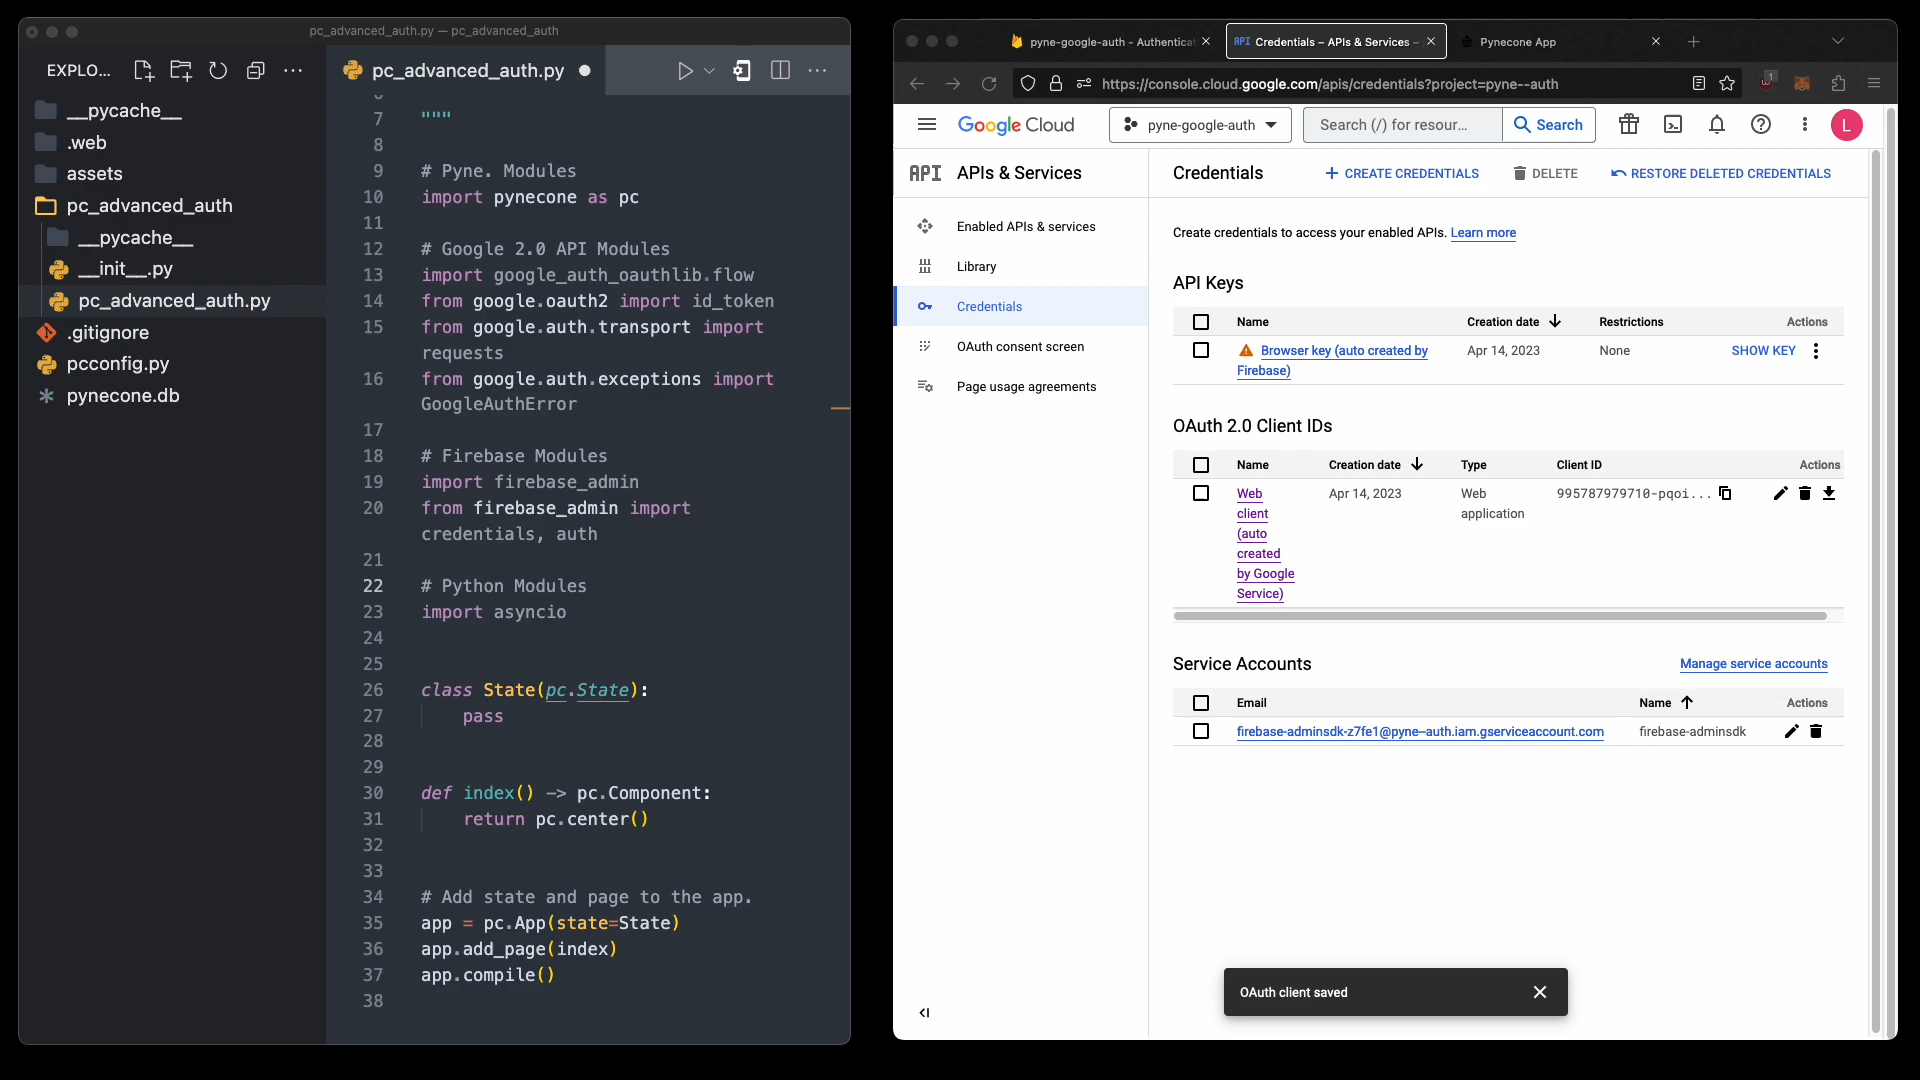 pc_advanced_auth.py — pc_advanced_auth
EXPLO...
pc_advanced_auth.py
__pycache__
.web
assets
pc_advanced_auth
__pycache__
__init__.py
pc_advanced_auth.py
.gitignore
pcconfig.py
pynecone.db
7 """
8
9 # Pyne. Modules
10 import pynecone as pc
11
12 # Google 2.0 API Modules
13 import google_auth_oauthlib.flow
14 from google.oauth2 import id_token
15 from google.auth.transport import
requests
16 from google.auth.exceptions import
GoogleAuthError
17
18 # Firebase Modules
19 import firebase_admin
20 from firebase_admin import
credentials, auth
21
22 # Python Modules
23 import asyncio
24
25
26 class State(pc.State):
27 pass
28
29
30 def index() -> pc.Component:
31 return pc.center()
32
33
34 # Add state and page to the app.
35 app = pc.App(state=State)
36 app.add_page(index)
37 app.compile()
38
pyne-google-auth - Authenticat
API Credentials – APIs & Services –
Pynecone App
https://console.cloud.google.com/apis/credentials?project=pyne--auth
1
Google Cloud
pyne-google-auth
Search (/) for resour...
Search
L
API APIs & Services
Enabled APIs & services
Library
Credentials
OAuth consent screen
Page usage agreements
Credentials
+ CREATE CREDENTIALS
DELETE
RESTORE DELETED CREDENTIALS
Create credentials to access your enabled APIs. Learn more
API Keys
Name Creation date Restrictions Actions
Browser key (auto created by Apr 14, 2023 None SHOW KEY
Firebase)
OAuth 2.0 Client IDs
Name Creation date Type Client ID Actions
Web Apr 14, 2023 Web 995787979710-pqoi...
client application
(auto
created
by Google
Service)
Service Accounts
Manage service accounts
Email Name Actions
firebase-adminsdk-z7fe1@pyne--auth.iam.gserviceaccount.com firebase-adminsdk
OAuth client saved